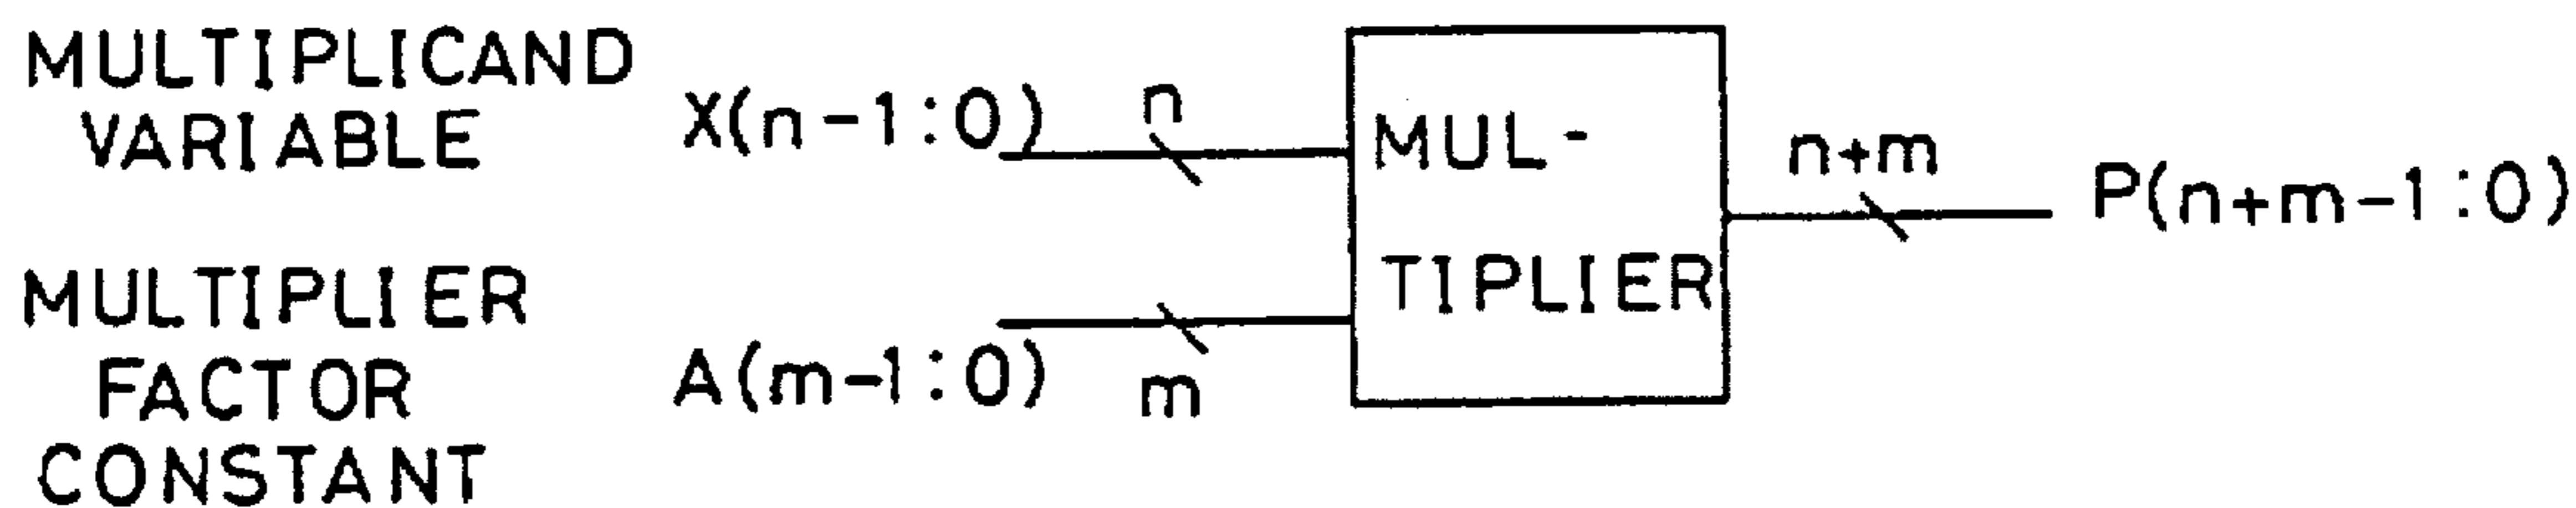 MULTIPLICAND
VARIABLE
X(n-1:0)
n
MUL-
TIPLIER
n+m
P(n+m-1:0)
MULTIPLIER
FACTOR
CONSTANT
A(m-1:0)
m